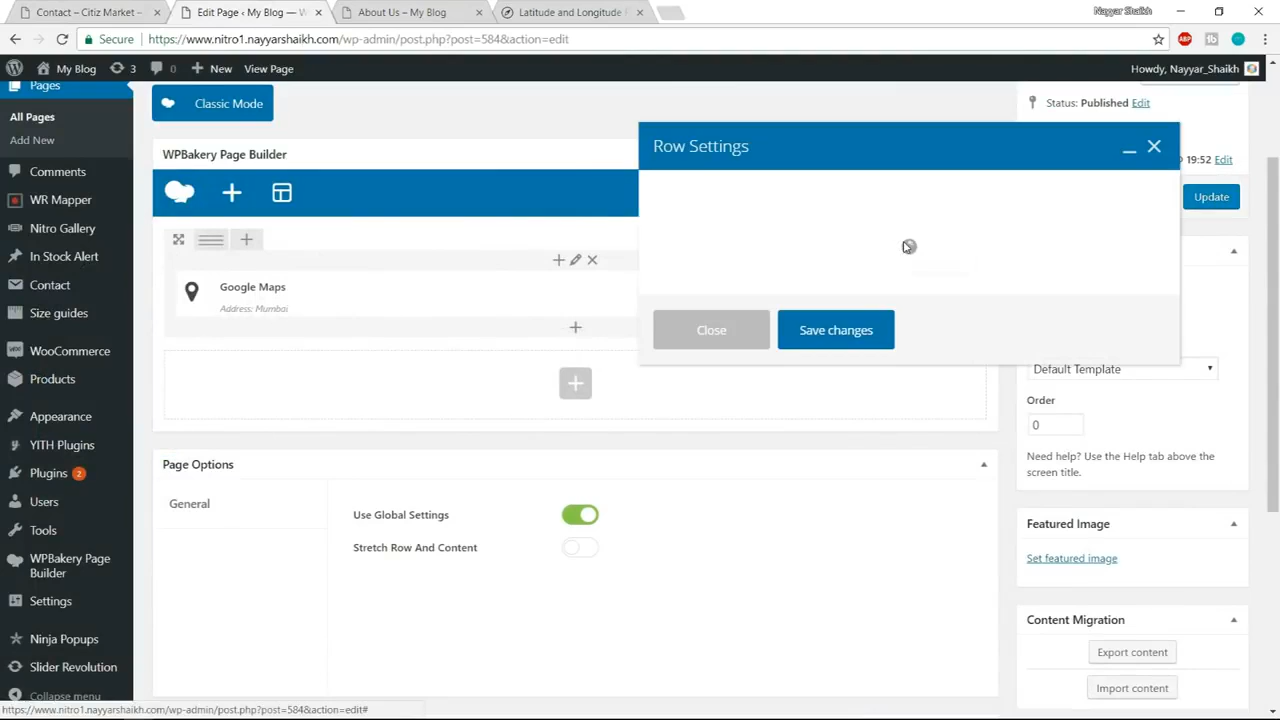 Contact – Citiz Market –
Edit Page ‹ My Blog — W
About Us – My Blog
Latitude and Longitude F
Nayyar Shaikh
Secure
https://www.nitro1.nayyarshaikh.com/wp-admin/post.php?post=584&action=edit
My Blog
3
0
New
View Page
Howdy, Nayyar_Shaikh
Pages
All Pages
Add New
Comments
WR Mapper
Nitro Gallery
In Stock Alert
Contact
Size guides
WooCommerce
Products
Appearance
YITH Plugins
Plugins 2
Users
Tools
WPBakery Page
Builder
Settings
Ninja Popups
Slider Revolution
Collapse menu
Classic Mode
WPBakery Page Builder
Google Maps
Address: Mumbai
Row Settings
Close
Save changes
Page Options
General
Use Global Settings
Stretch Row And Content
Status: Published Edit
19:52 Edit
Update
Default Template
Order
0
Need help? Use the Help tab above the
screen title.
Featured Image
Set featured image
Content Migration
Export content
Import content
https://www.nitro1.nayyarshaikh.com/wp-admin/post.php?post=584&action=edit#